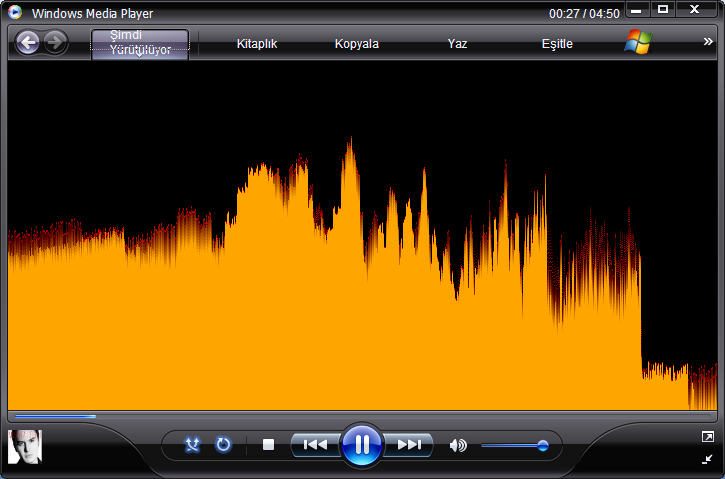 Windows Media Player
00:27 / 04:50
Şimdi
Yürütülüyor
Kitaplık
Kopyala
Yaz
Eşitle
»